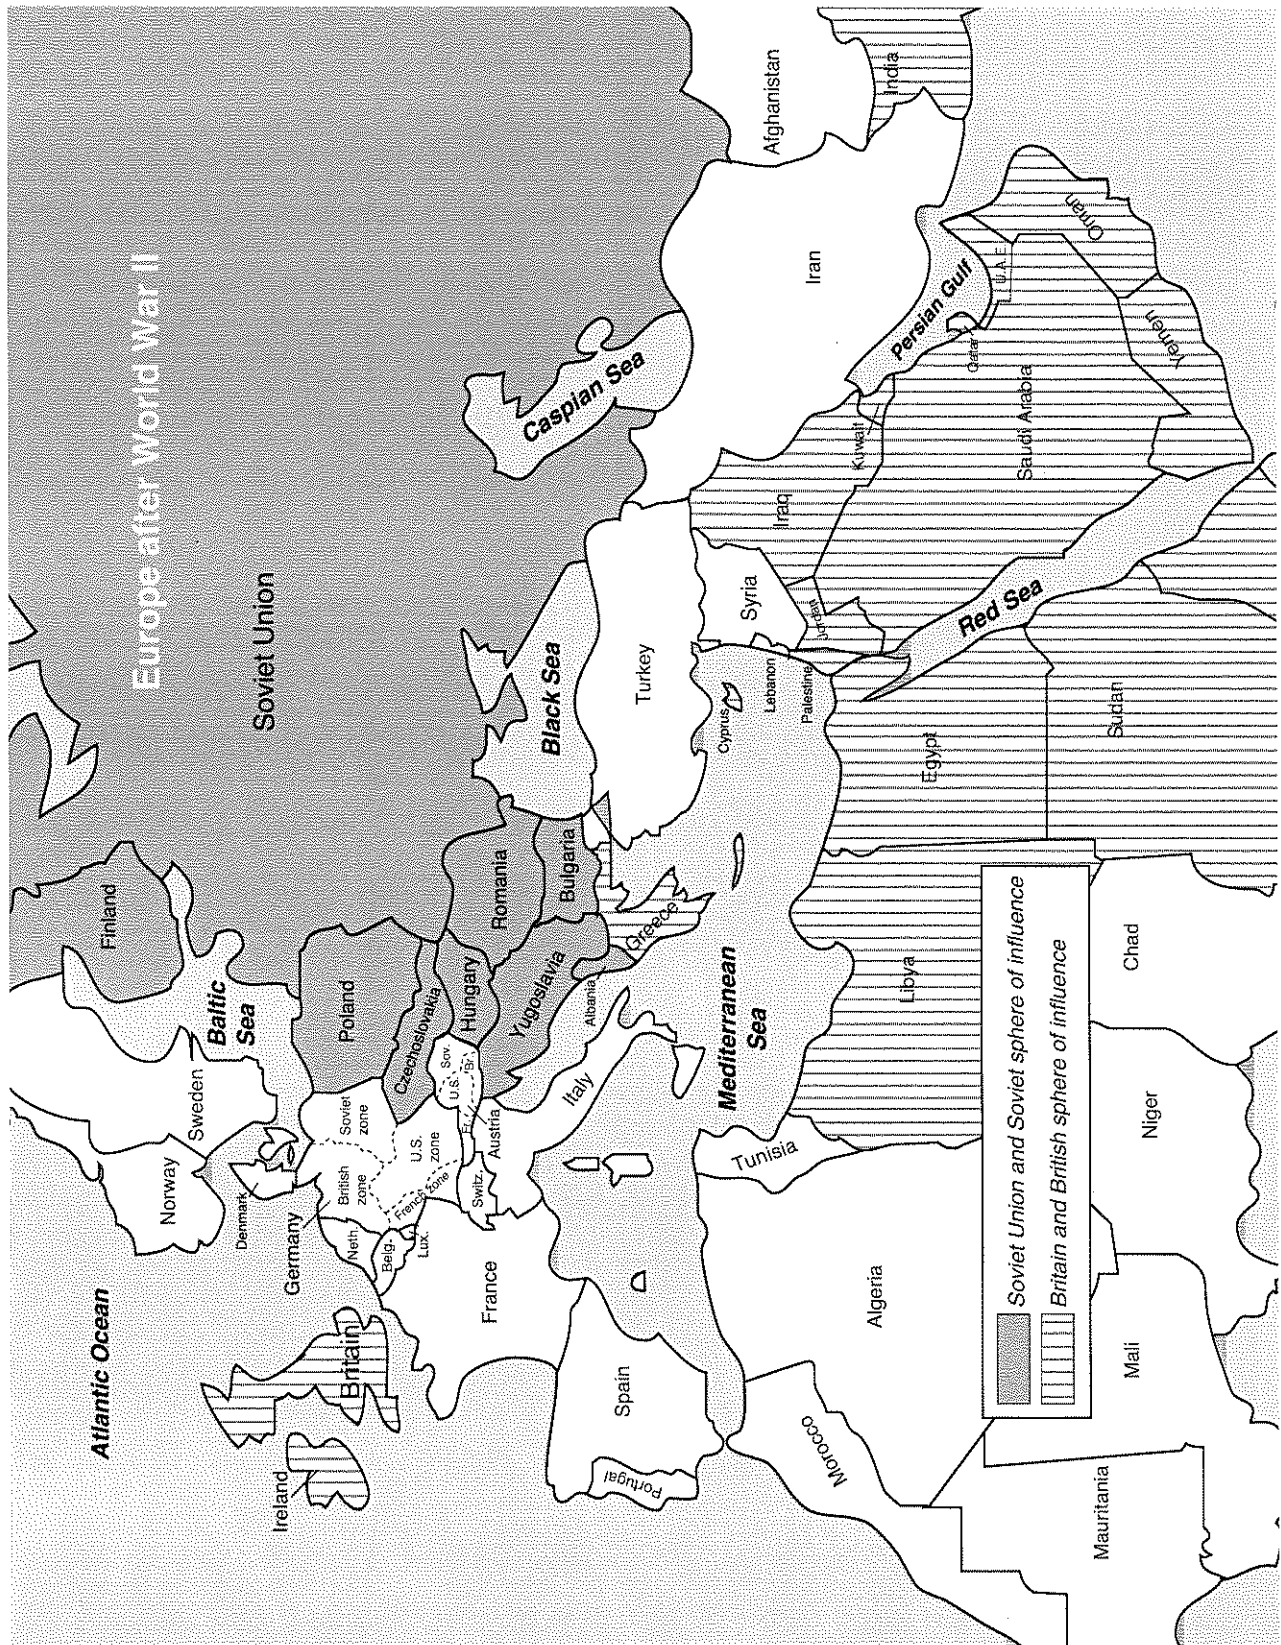 Europe after World War II
Atlantic Ocean
Soviet Union
Norway
Sweden
Finland
Baltic
Sea
Denmark
Ireland
Britain
Germany
British
zone
Soviet
zone
U.S.
zone
French zone
Neth.
Belg.
Lux.
Poland
Czechoslovakia
France
Switz.
Austria
Fr.
U.S.
Sov.
Br.
Hungary
Romania
Yugoslavia
Bulgaria
Albania
Italy
Greece
Portugal
Spain
Black Sea
Caspian Sea
Turkey
Mediterranean
Sea
Cyprus
Syria
Lebanon
Palestine
Jordan
Iraq
Iran
Afghanistan
India
Kuwait
Persian Gulf
Qatar
U.A.E.
Oman
Saudi Arabia
Yemen
Red Sea
Morocco
Algeria
Tunisia
Libya
Egypt
Sudan
Mauritania
Mali
Niger
Chad
Soviet Union and Soviet sphere of influence
Britain and British sphere of influence